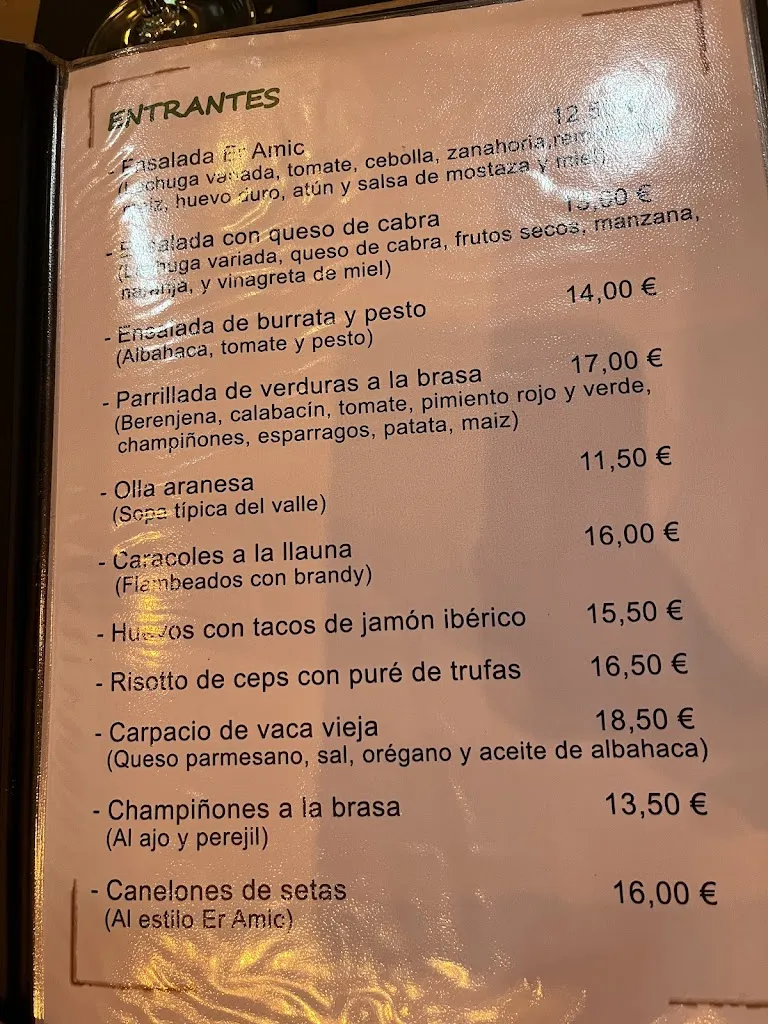 ENTRANTES
- Ensalada Er Amic
(Lechuga variada, tomate, cebolla, zanahoria,
maíz, huevo duro, atún y salsa de mostaza y miel)
- Ensalada con queso de cabra
(Lechuga variada, queso de cabra, frutos secos, manzana,
naranja, y vinagreta de miel)
- Ensalada de burrata y pesto 14,00 €
(Albahaca, tomate y pesto)
- Parrillada de verduras a la brasa 17,00 €
(Berenjena, calabacín, tomate, pimiento rojo y verde,
champiñones, esparragos, patata, maiz)
- Olla aranesa 11,50 €
(Sopa típica del valle)
- Caracoles a la llauna 16,00 €
(Flambeados con brandy)
- Huevos con tacos de jamón ibérico 15,50 €
- Risotto de ceps con puré de trufas 16,50 €
- Carpacio de vaca vieja 18,50 €
(Queso parmesano, sal, orégano y aceite de albahaca)
- Champiñones a la brasa 13,50 €
(Al ajo y perejil)
- Canelones de setas 16,00 €
(Al estilo Er Amic)